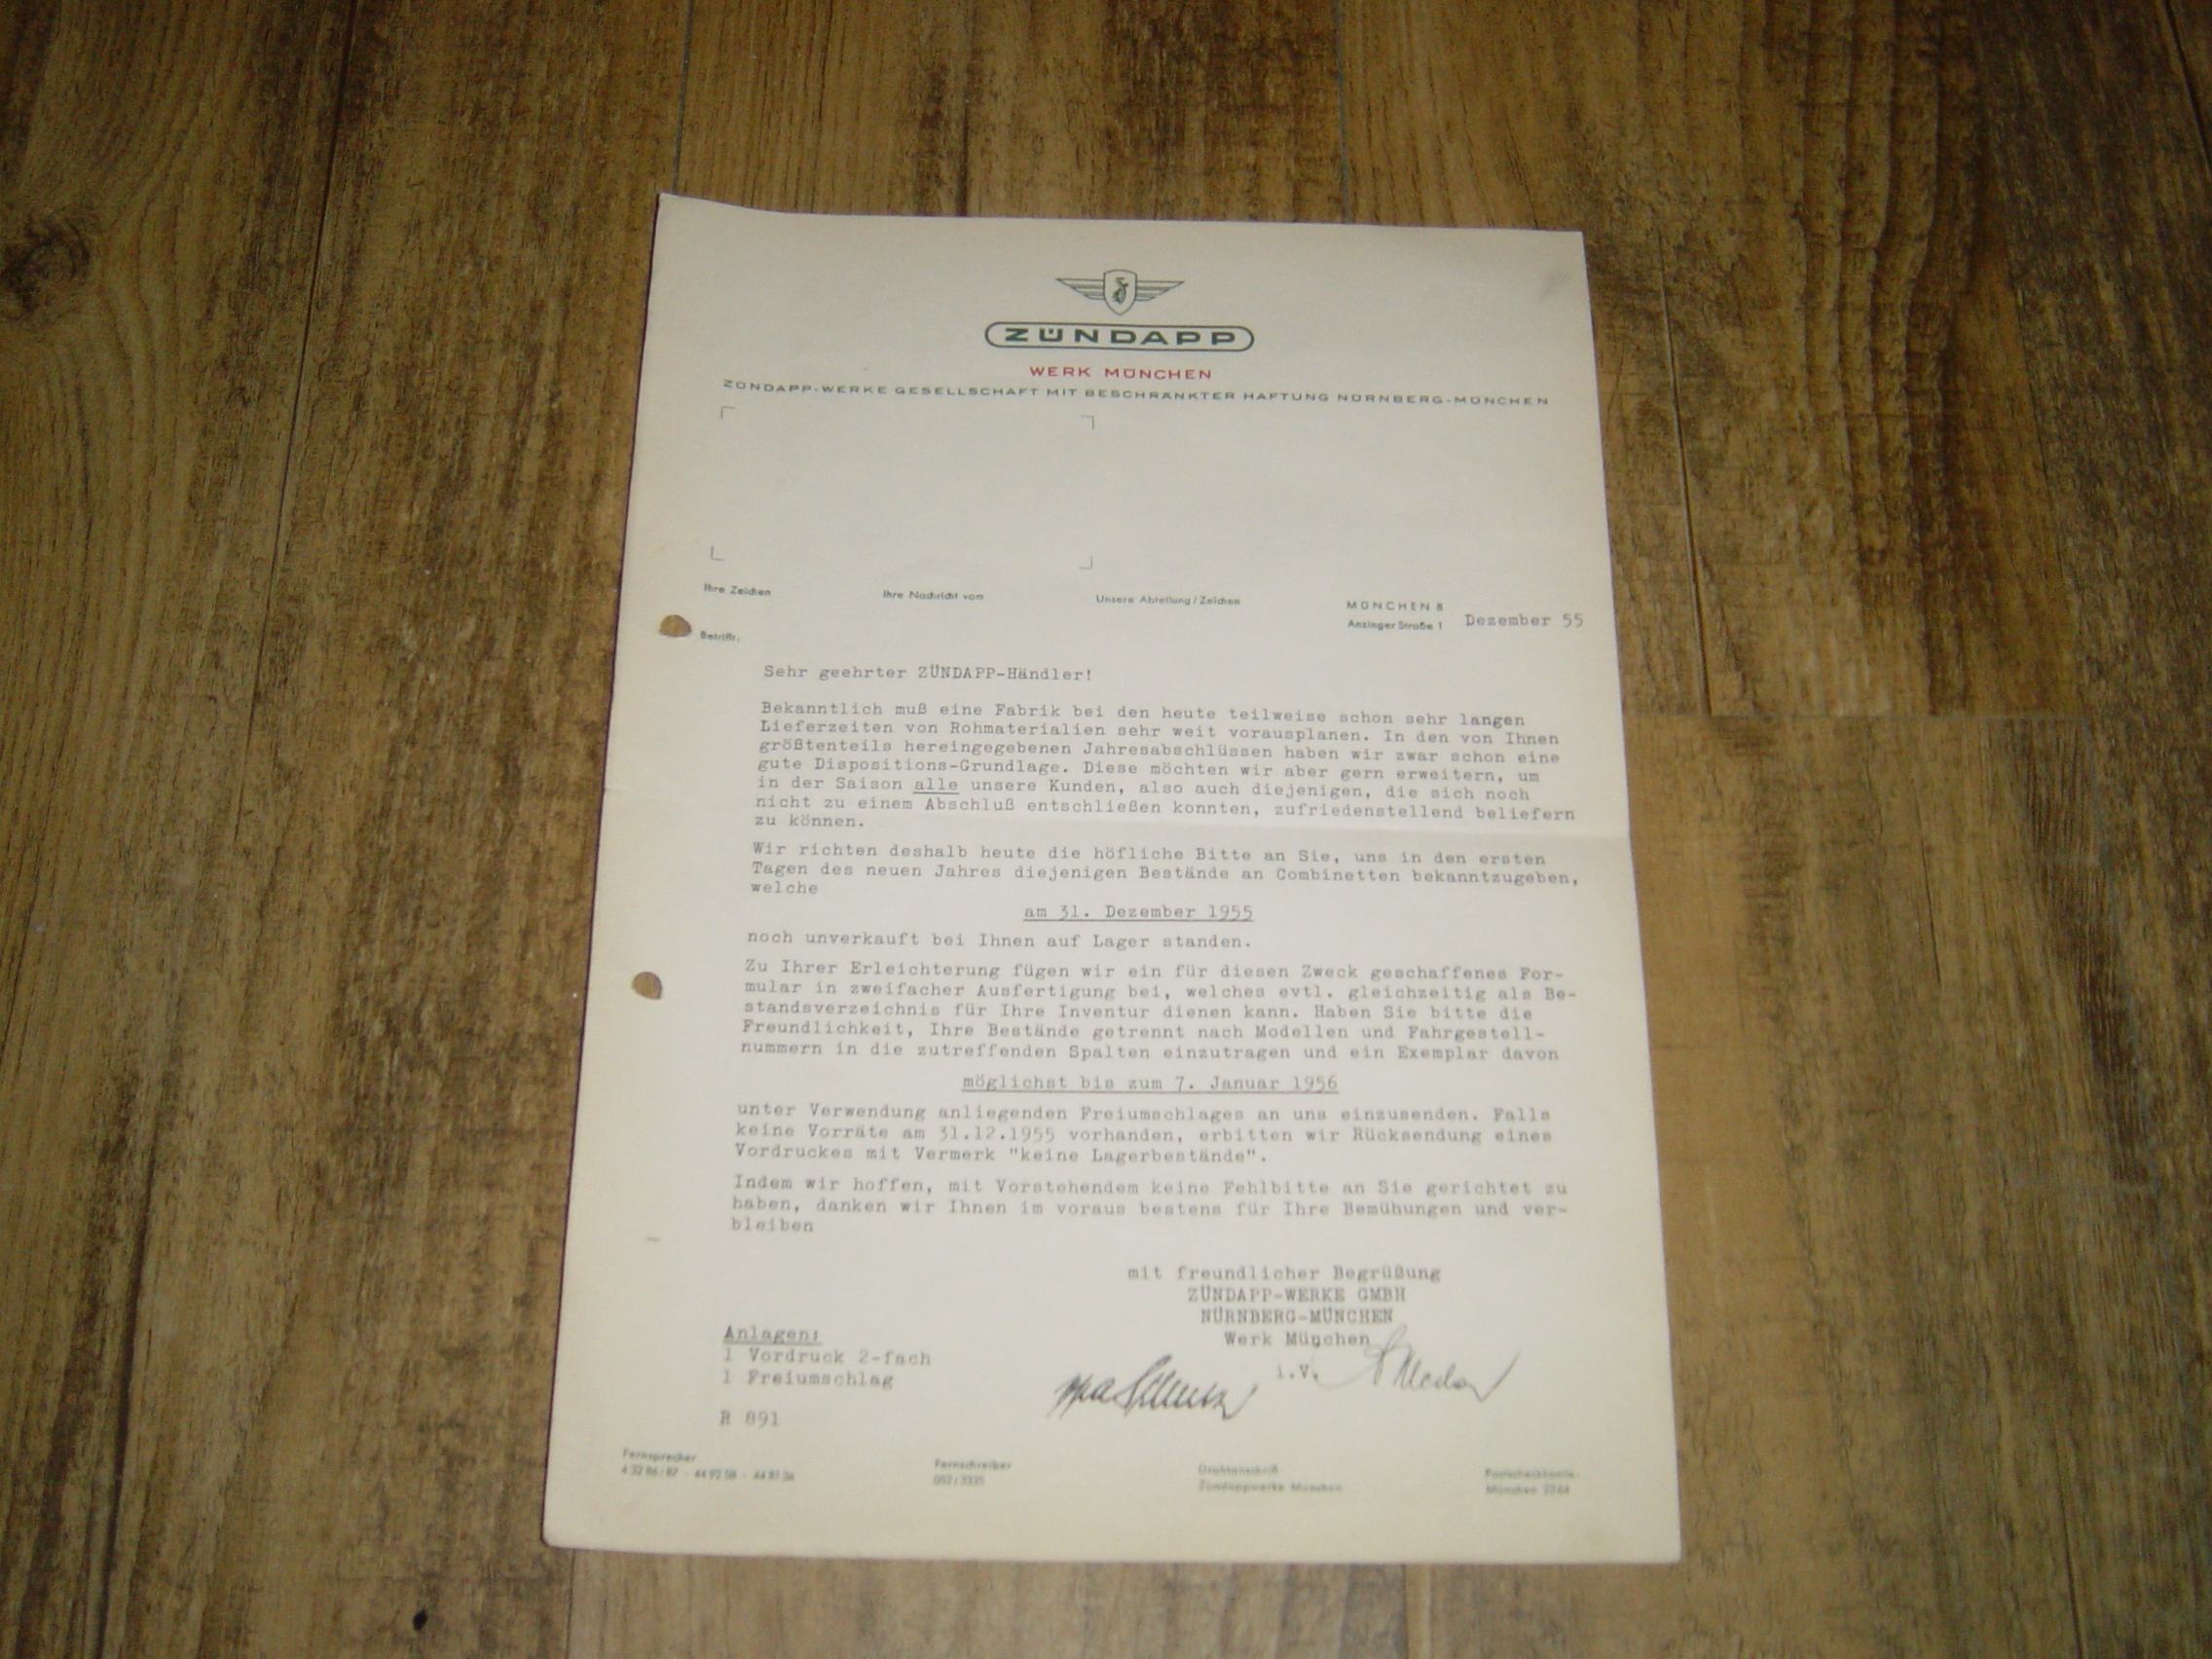 ZÜNDAPP
WERK MÜNCHEN
ZÜNDAPP-WERKE GESELLSCHAFT MIT BESCHRÄNKTER HAFTUNG NÜRNBERG-MÜNCHEN
Ihre Zeichen Ihre Nachricht vom Unsere Abteilung/Zeichen MÜNCHEN 8
Anzinger Straße 1 Dezember 55
Betrifft:
Sehr geehrter ZÜNDAPP-Händler!
Bekanntlich muß eine Fabrik bei den heute teilweise schon sehr langen
Lieferzeiten von Rohmaterialien sehr weit vorausplanen. In den von Ihnen
größtenteils hereingegebenen Jahresabschlüssen haben wir zwar schon eine
gute Dispositions-Grundlage. Diese möchten wir aber gern erweitern, um
in der Saison alle unsere Kunden, also auch diejenigen, die sich noch
nicht zu einem Abschluß entschließen konnten, zufriedenstellend beliefern
zu können.
Wir richten deshalb heute die höfliche Bitte an Sie, uns in den ersten
Tagen des neuen Jahres diejenigen Bestände an Combinetten bekanntzugeben,
welche
am 31. Dezember 1955
noch unverkauft bei Ihnen auf Lager standen.
Zu Ihrer Erleichterung fügen wir ein für diesen Zweck geschaffenes For-
mular in zweifacher Ausfertigung bei, welches evtl. gleichzeitig als Be-
standsverzeichnis für Ihre Inventur dienen kann. Haben Sie bitte die
Freundlichkeit, Ihre Bestände getrennt nach Modellen und Fahrgestell-
nummern in die zutreffenden Spalten einzutragen und ein Exemplar davon
möglichst bis zum 7. Januar 1956
unter Verwendung anliegenden Freiumschlages an uns einzusenden. Falls
keine Vorräte am 31.12.1955 vorhanden, erbitten wir Rücksendung eines
Vordruckes mit Vermerk "keine Lagerbestände".
Indem wir hoffen, mit Vorstehendem keine Fehlbitte an Sie gerichtet zu
haben, danken wir Ihnen im voraus bestens für Ihre Bemühungen und ver-
bleiben
mit freundlicher Begrüßung
ZÜNDAPP-WERKE GMBH
NÜRNBERG-MÜNCHEN
Werk München
i.V.
Anlagen:
1 Vordruck 2-fach
1 Freiumschlag
R 891
Fernsprecher Fernschreiber Drahtanschrift Postscheckkonto
Zündappwerke München München